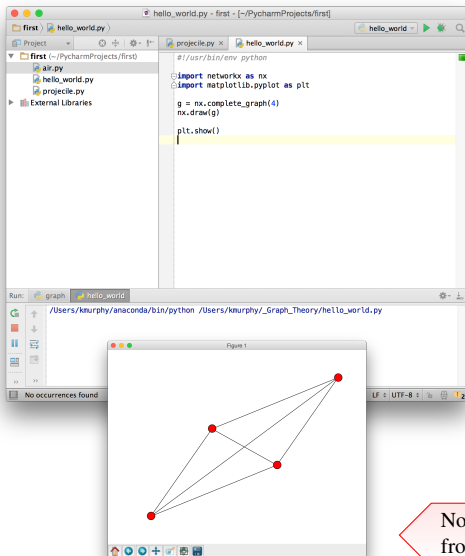 hello_world.py - first - [~/PycharmProjects/first]
first
hello_world.py
hello_world
Project
projecile.py ×
hello_world.py ×
first (~/PycharmProjects/first)
air.py
hello_world.py
projecile.py
External Libraries
#!/usr/bin/env python
import networkx as nx
import matplotlib.pyplot as plt
g = nx.complete_graph(4)
nx.draw(g)
plt.show()
Run:
graph
hello_world
/Users/kmurphy/anaconda/bin/python /Users/kmurphy/_Graph_Theory/hello_world.py
Figure 1
No occurrences found
LF
UTF-8
2
No
fro